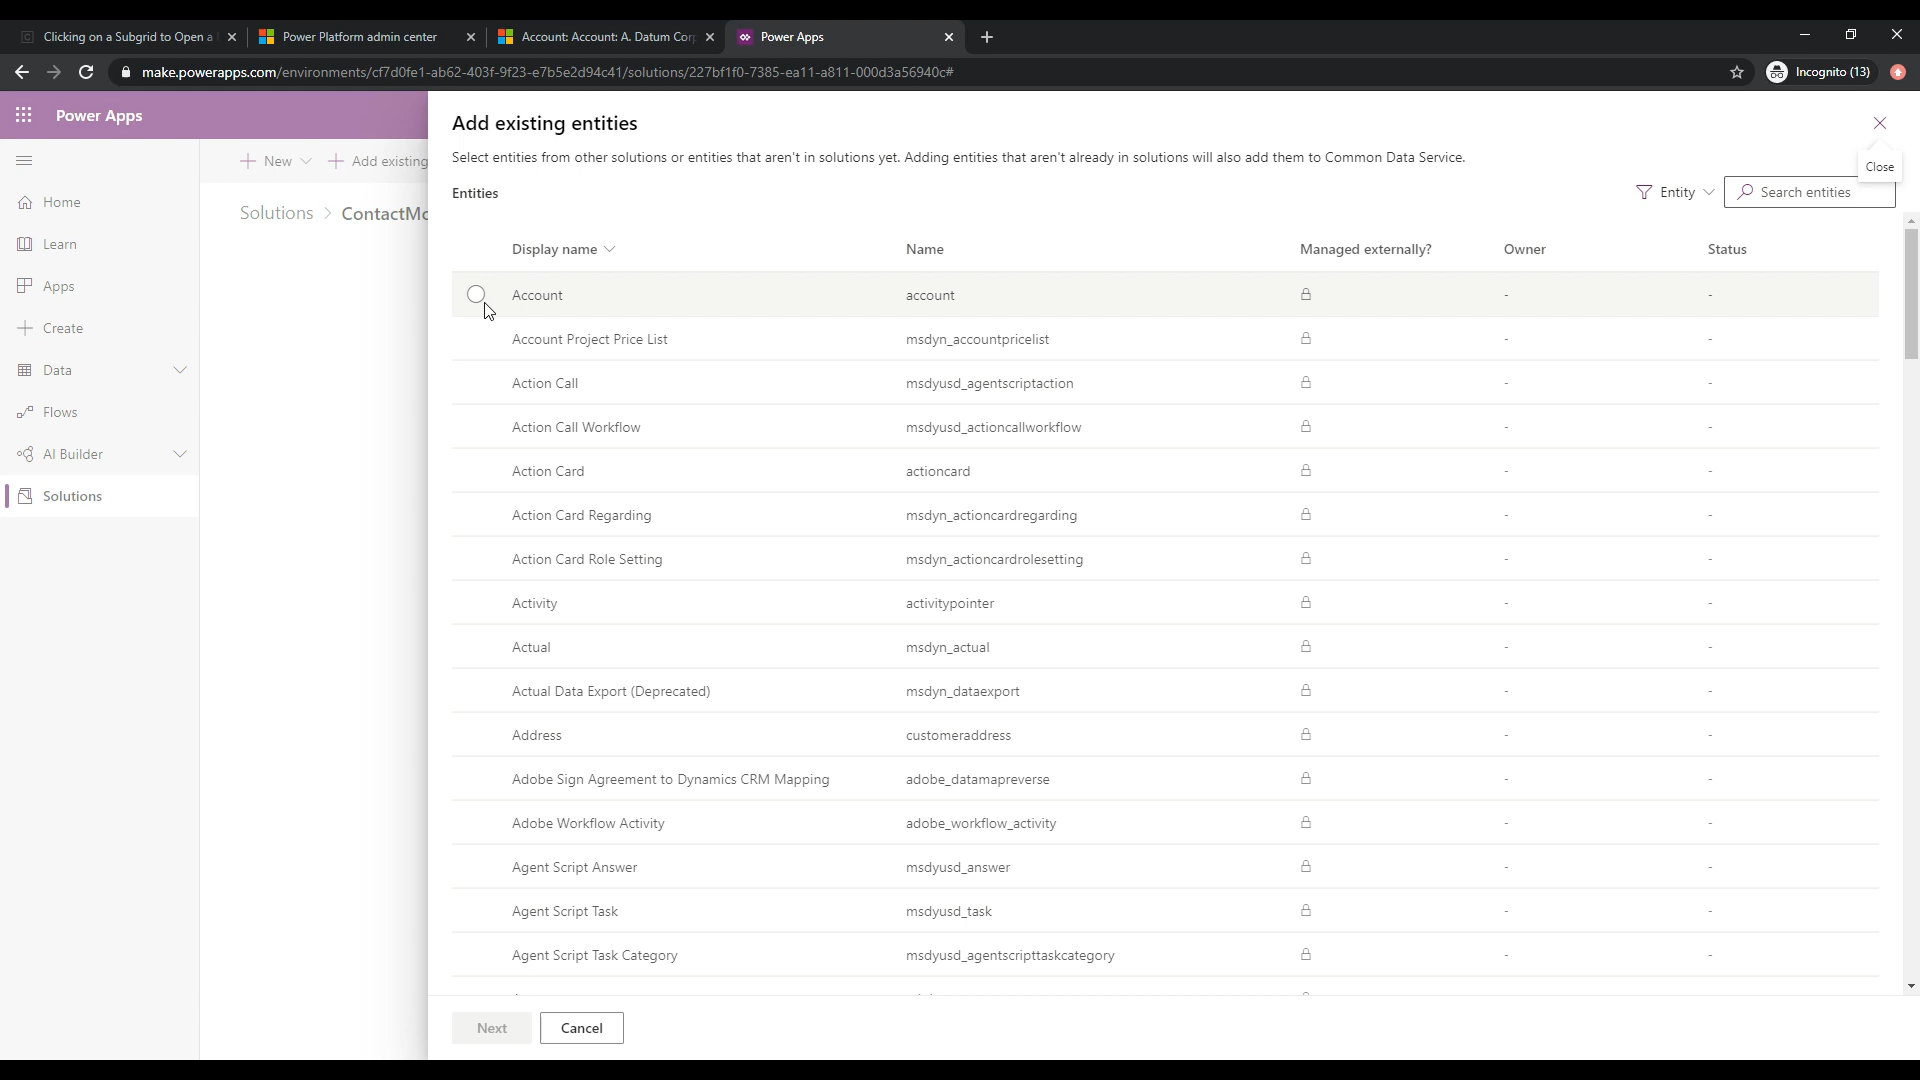 Clicking on a Subgrid to Open a
Power Platform admin center
Account: Account: A. Datum Corp
Power Apps
make.powerapps.com/environments/cf7d0fe1-ab62-403f-9f23-e7b5e2d94c41/solutions/227bf1f0-7385-ea11-a811-000d3a56940c#
Incognito (13)
Power Apps
Add existing entities
Close
New
Add existing
Select entities from other solutions or entities that aren't in solutions yet. Adding entities that aren't already in solutions will also add them to Common Data Service.
Entities
Entity
Search entities
Home
Learn
Apps
Create
Data
Flows
AI Builder
Solutions
Solutions > ContactMo
Display name Name Managed externally? Owner Status
Account account - -
Account Project Price List msdyn_accountpricelist - -
Action Call msdyusd_agentscriptaction - -
Action Call Workflow msdyusd_actioncallworkflow - -
Action Card actioncard - -
Action Card Regarding msdyn_actioncardregarding - -
Action Card Role Setting msdyn_actioncardrolesetting - -
Activity activitypointer - -
Actual msdyn_actual - -
Actual Data Export (Deprecated) msdyn_dataexport - -
Address customeraddress - -
Adobe Sign Agreement to Dynamics CRM Mapping adobe_datamapreverse - -
Adobe Workflow Activity adobe_workflow_activity - -
Agent Script Answer msdyusd_answer - -
Agent Script Task msdyusd_task - -
Agent Script Task Category msdyusd_agentscripttaskcategory - -
Next
Cancel